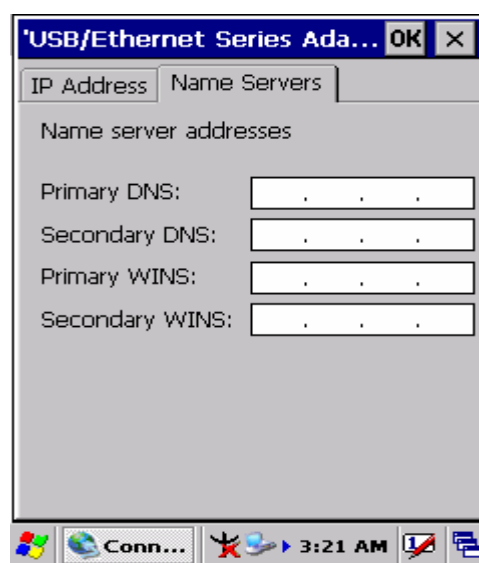 'USB/Ethernet Series Ada... OK ×
IP Address Name Servers
Name server addresses
Primary DNS: . . .
Secondary DNS: . . .
Primary WINS: . . .
Secondary WINS: . . .
Conn... 3:21 AM